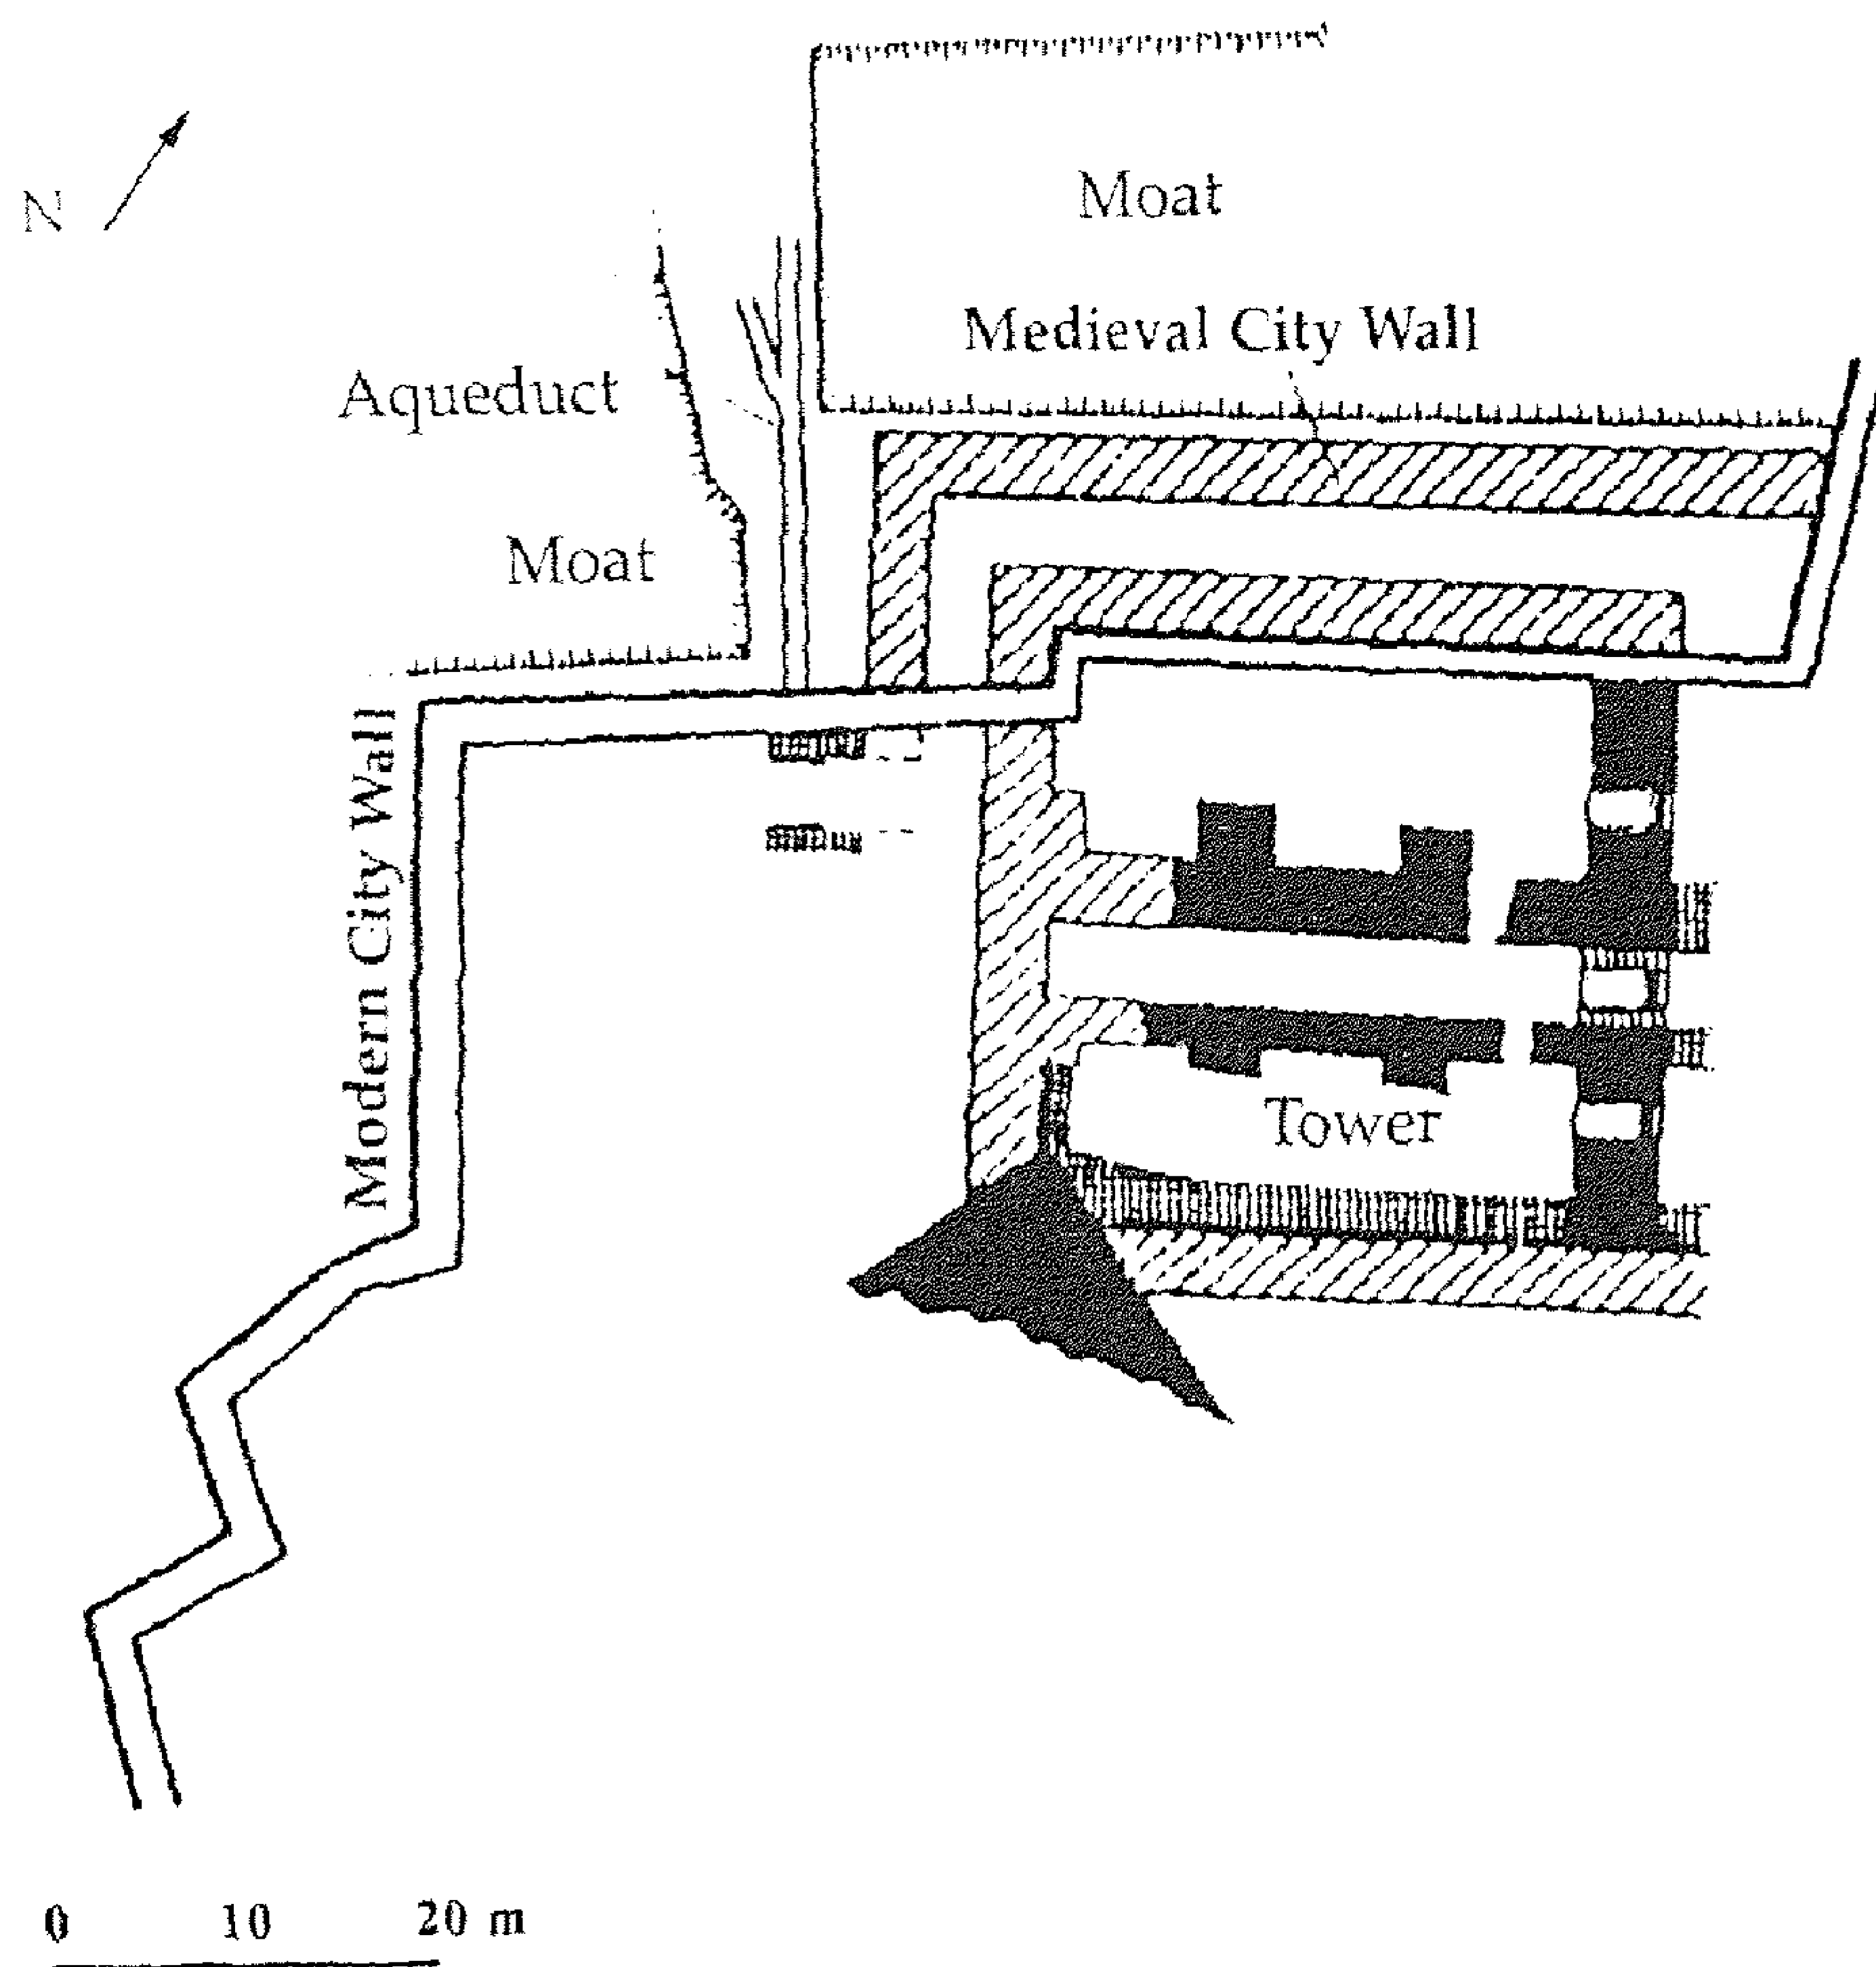 Moat
N
Medieval City Wall
Aqueduct
Moat
Modern City Wall
Tower
0 10 20 m